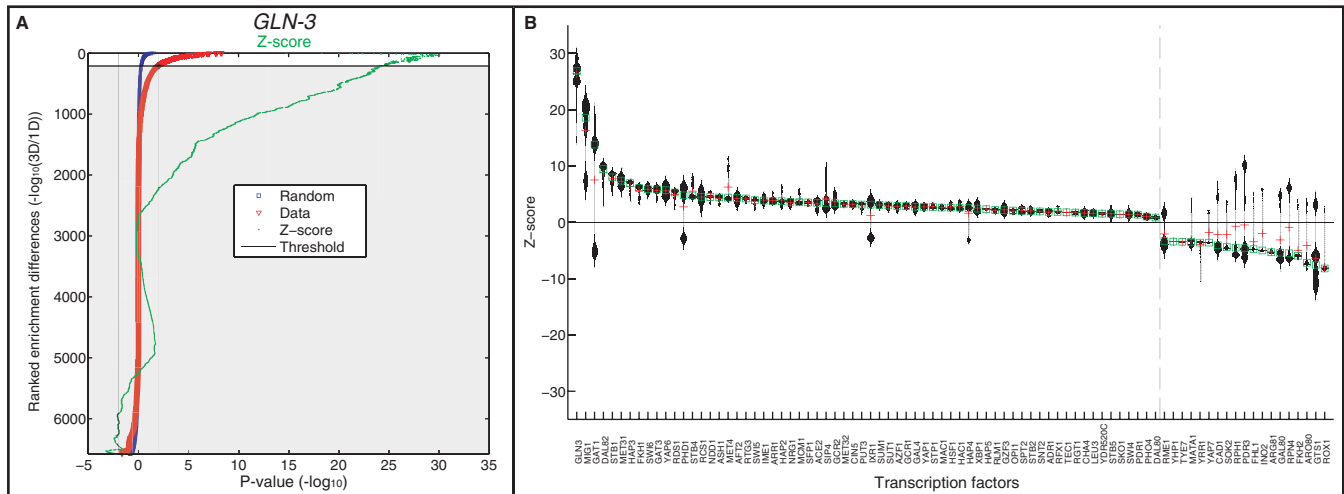 A
GLN-3
Z-score
Ranked enrichment differences (-log10(3D/1D))
0
1000
2000
3000
4000
5000
6000
Random
Data
Z-score
Threshold
−5 0 5 10 15 20 25 30 35
P-value (-log10)
B
Z-score
30
20
10
0
−10
−20
−30
GLN3
MIG1
GAT1
DAL82
STB1
MET31
HAP3
FKH1
SWI6
GAT3
YAP6
RDS1
PHD1
STB4
RCS1
NDD1
ASH1
MET4
AFT2
RTG3
SWI5
IME1
ARR1
HAP2
NRG1
MCM1
SFP1
ACE2
SIP4
GCR2
MET32
CIN5
PUT3
IXR1
SUM1
SUT1
AZF1
GCR1
GAL4
YAP1
STP1
MAC1
HSF1
HAC1
HAP4
XBP1
HAP5
RLM1
GZF3
OPI1
SPT2
STB2
SNT2
ADR1
RFX1
TEC1
RGT1
CHA4
LEU3
YDR520C
STB5
SKO1
SWI4
PDR1
PHO4
DAL80
RME1
YHP1
TYE7
MATA1
YRR1
YAP7
CAD1
SOK2
RPH1
PDR3
FHL1
INO2
ARG81
GAL80
RPN4
FKH2
ARO80
GTS1
ROX1
Transcription factors